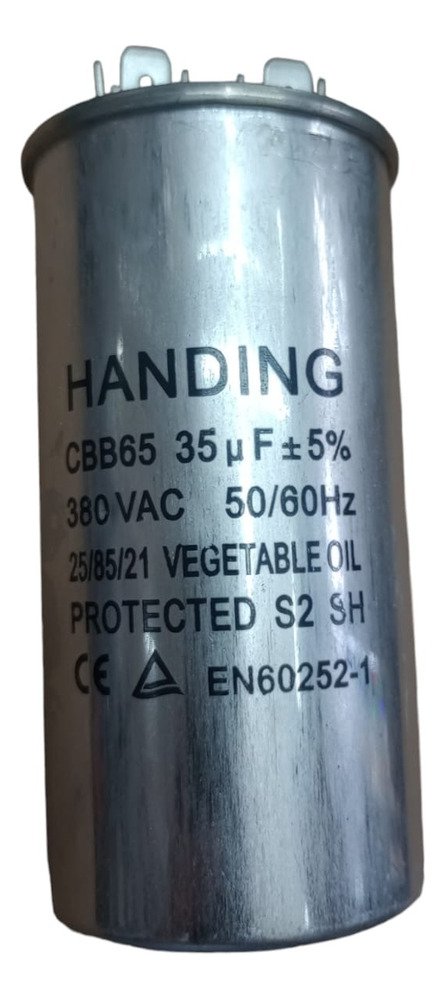 HANDING
CBB65 35µF±5%
380VAC 50/60Hz
25/85/21 VEGETABLE OIL
PROTECTED S2 SH
CE EN60252-1